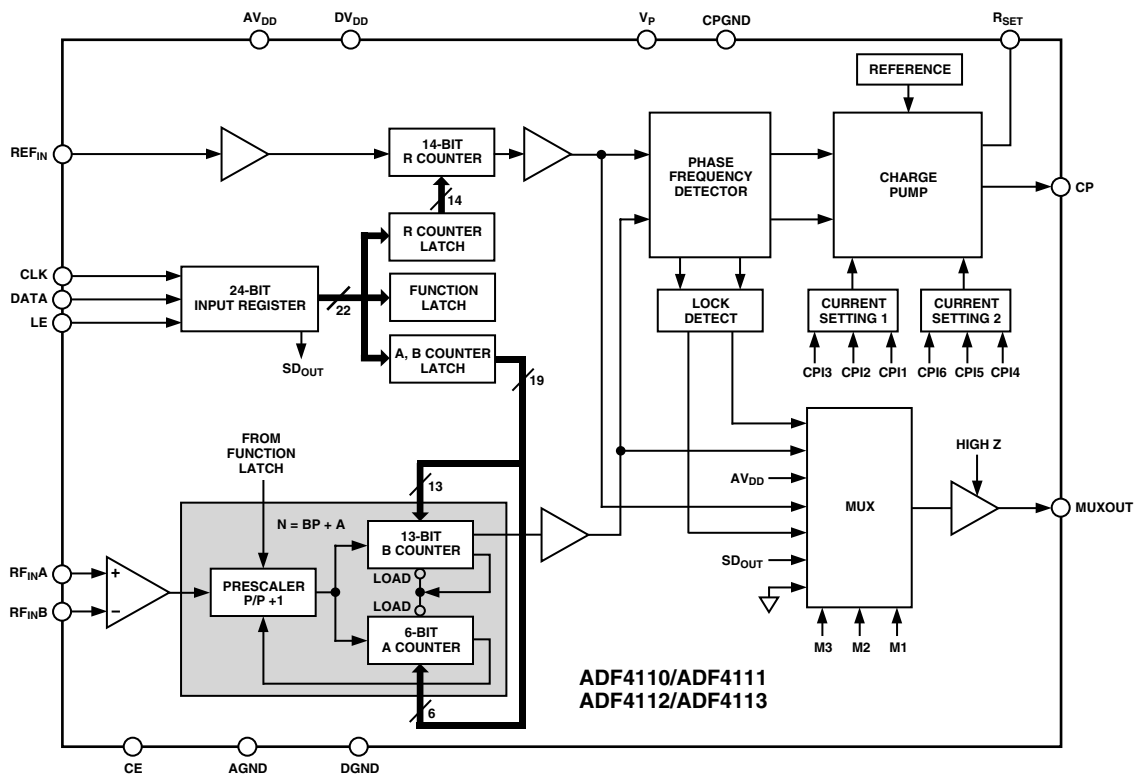 AVDD
DVDD
VP
CPGND
RSET
REFERENCE
REFIN
14-BIT
R COUNTER
PHASE
FREQUENCY
DETECTOR
CHARGE
PUMP
CP
14
R COUNTER
LATCH
CLK
DATA
LE
24-BIT
INPUT REGISTER
22
FUNCTION
LATCH
SDOUT
A, B COUNTER
LATCH
19
LOCK
DETECT
CURRENT
SETTING 1
CURRENT
SETTING 2
CPI3 CPI2 CPI1 CPI6 CPI5 CPI4
FROM
FUNCTION
LATCH
13
N = BP + A
13-BIT
B COUNTER
LOAD
LOAD
6-BIT
A COUNTER
6
RFINA
RFINB
+
–
PRESCALER
P/P +1
AVDD
SDOUT
MUX
HIGH Z
MUXOUT
M3 M2 M1
ADF4110/ADF4111
ADF4112/ADF4113
CE
AGND
DGND